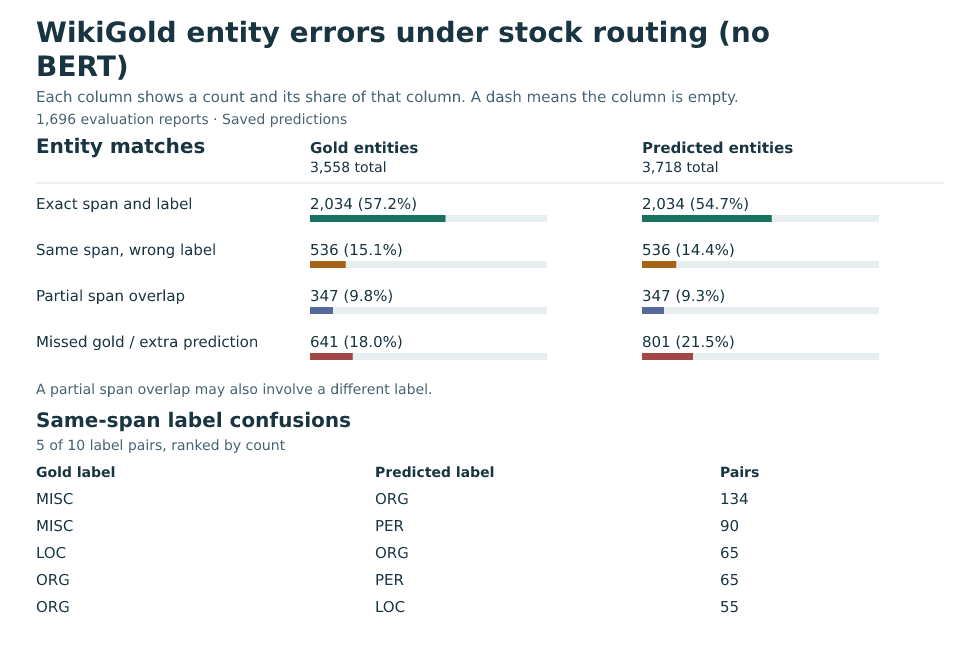 WikiGold entity errors under stock routing (no
BERT)
Each column shows a count and its share of that column. A dash means the column is empty.
1,696 evaluation reports · Saved predictions
Entity matches
Gold entities
Predicted entities
3,558 total
3,718 total
Exact span and label
2,034 (57.2%)
2,034 (54.7%)
Same span, wrong label
536 (15.1%)
536 (14.4%)
Partial span overlap
347 (9.8%)
347 (9.3%)
Missed gold / extra prediction
641 (18.0%)
801 (21.5%)
A partial span overlap may also involve a different label.
Same-span label confusions
5 of 10 label pairs, ranked by count
Gold label
Predicted label
Pairs
MISC
ORG
134
MISC
PER
90
LOC
ORG
65
ORG
PER
65
ORG
LOC
55